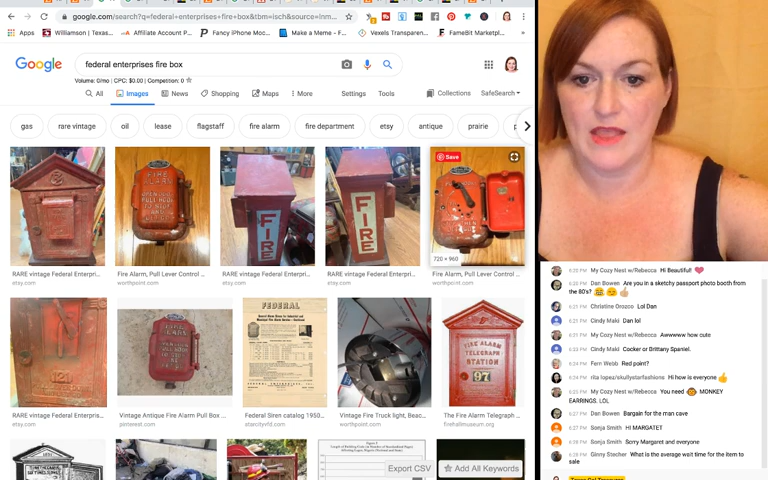 google.com/search?q=federal+enterprises+fire+box&tbm=isch&source=lnm...
Apps
Williamson | Texas...
Affiliate Account P...
Fancy iPhone Moc...
Make a Meme - F...
Vexels Transparent...
FameBit Marketpl...
Google
federal enterprises fire box
Volume: 0/mo | CPC: $0.00 | Competition: 0
All
Images
News
Shopping
Maps
More
Settings
Tools
Collections
SafeSearch
gas
rare vintage
oil
lease
flagstaff
fire alarm
fire department
etsy
antique
prairie
FIRE
ALARM
FIRE
FIRE
Save
720 × 960
RARE vintage Federal Enterpri...
etsy.com
Fire Alarm, Pull Lever Control ...
worthpoint.com
RARE vintage Federal Enterpri...
etsy.com
RARE vintage Federal Enterpri...
etsy.com
Fire Alarm, Pull Lever Control ...
worthpoint.com
FEDERAL
FIRE ALARM
TELEGRAPH
STATION
97
RARE vintage Federal Enterpris...
etsy.com
Vintage Antique Fire Alarm Pull Box ...
pinterest.com
Federal Siren catalog 1950...
starcityvfd.com
Vintage Fire Truck light, Beac...
worthpoint.com
The Fire Alarm Telegraph ...
firehallmuseum.org
Export CSV
Add All Keywords
6:20 PM My Cozy Nest w/Rebecca Hi Beautiful!
6:20 PM Dan Bowen Are you in a sketchy passport photo booth from
the 80's?
6:21 PM Christine Orozco Lol Dan
6:21 PM Cindy Maki Dan lol
6:21 PM My Cozy Nest w/Rebecca Awwwww how cute
6:22 PM Cindy Maki Cocker or Brittany Spaniel.
6:24 PM Fern Webb Red point?
6:24 PM rita lopez/skullystarfashione Hi how is everyone
6:25 PM My Cozy Nest w/Rebecca You need MONKEY
EARRINGS. LOL
6:27 PM Dan Bowen Bargain for the man cave
6:27 PM Sonja Smith HI MARGATET
6:28 PM Sonja Smith Sorry Margaret and everyone
6:28 PM Ginny Stecher What is the average wait time for the item to
sale